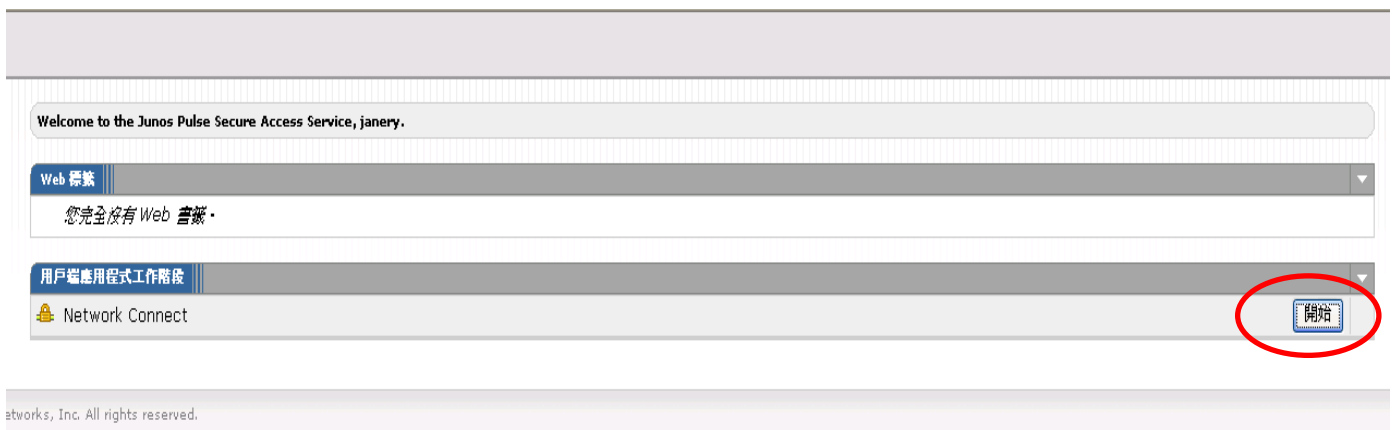 Welcome to the Junos Pulse Secure Access Service, janery.
Web 標籤
您完全沒有 Web 書籤。
用戶端應用程式工作階段
Network Connect
開始
etworks, Inc. All rights reserved.